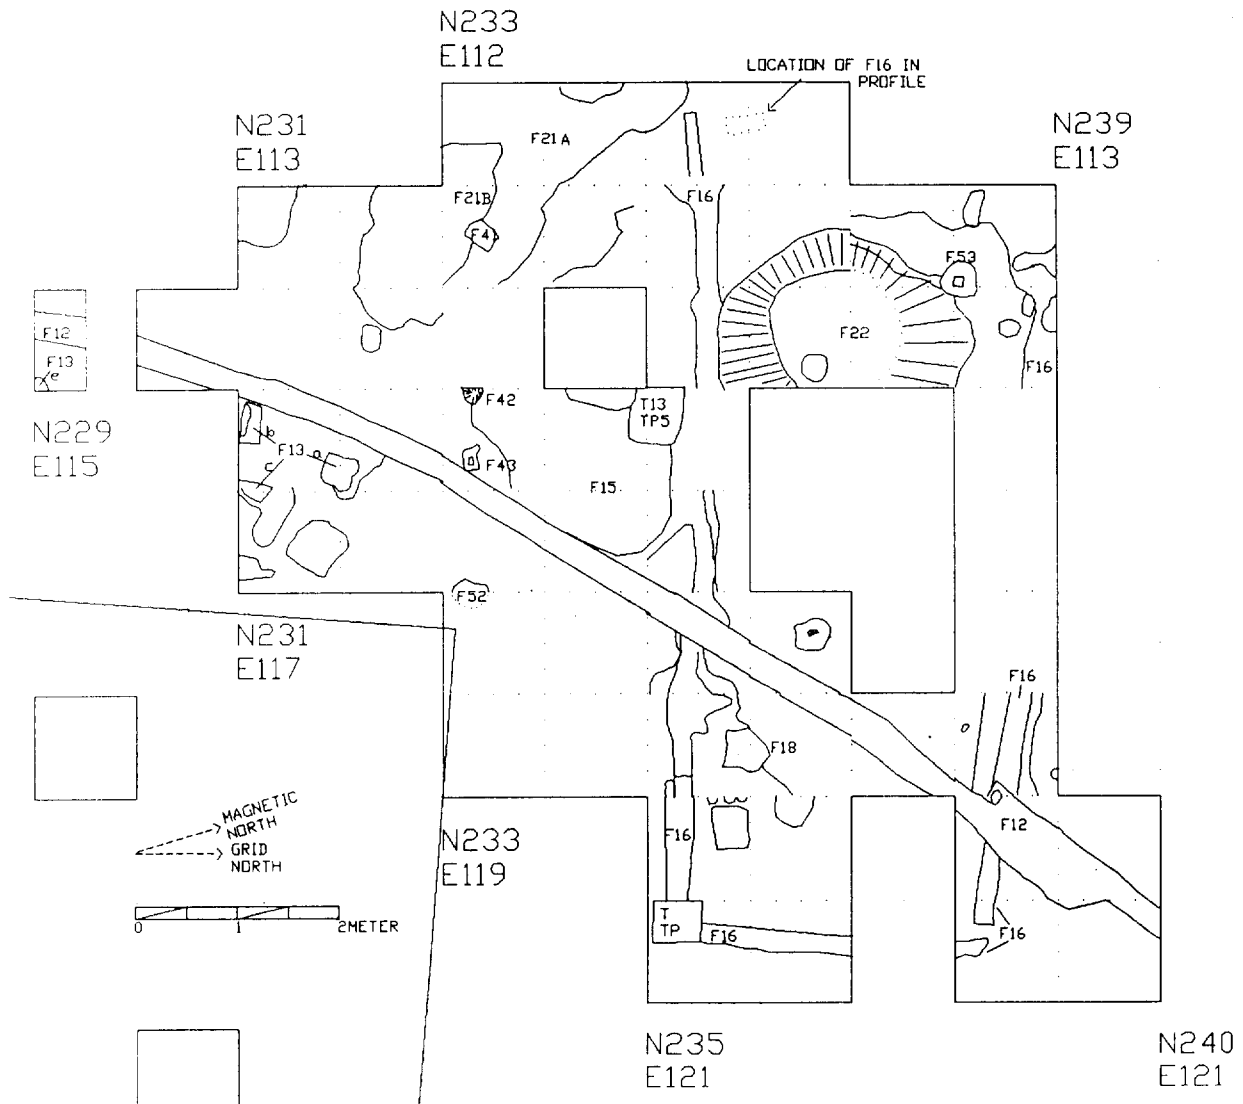 N233
E112
LOCATION OF F16 IN
PROFILE
N231
E113
N239
E113
F21A
F21B
F16
F4
F53
F12
F13
e
F22
F16
F42
T13
TP5
N229
E115
b
F13
a
c
F43
F15
F52
N231
E117
F16
F18
MAGNETIC
NORTH
GRID
NORTH
N233
E119
F16
F12
T
TP
F16
F16
0 1 2METER
N235
E121
N240
E121